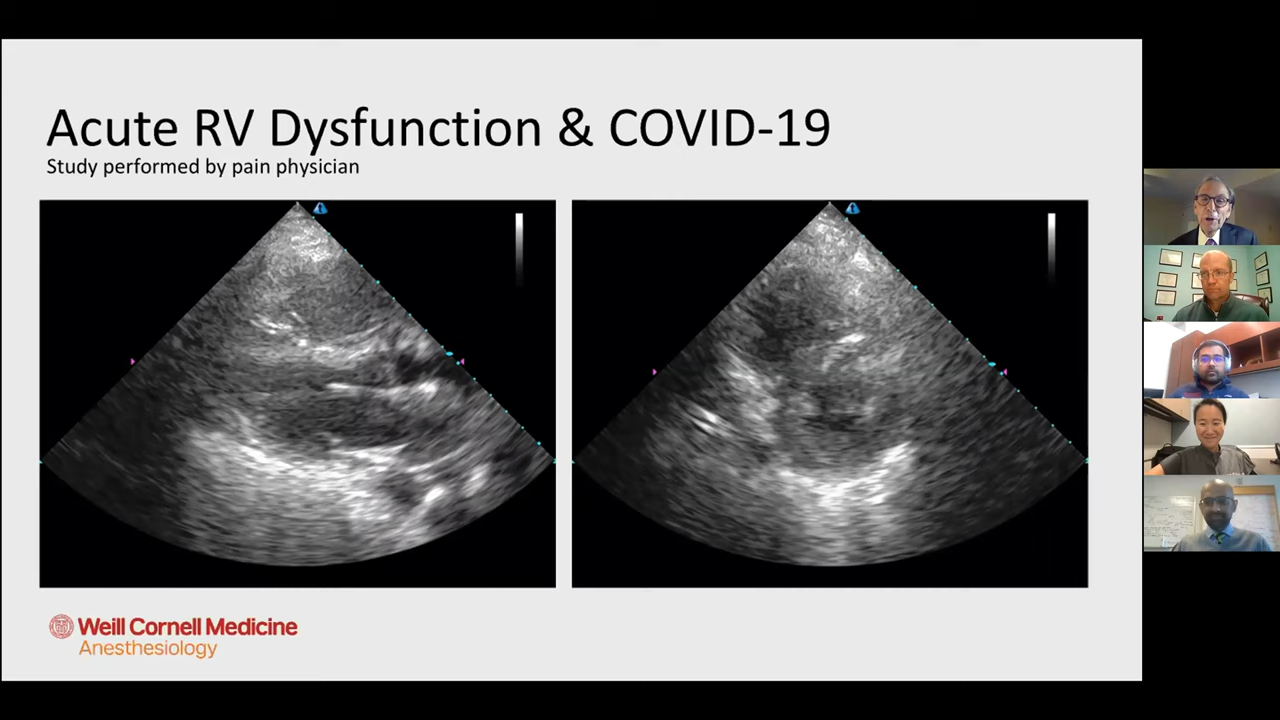 Acute RV Dysfunction & COVID-19
Study performed by pain physician
Weill Cornell Medicine
Anesthesiology